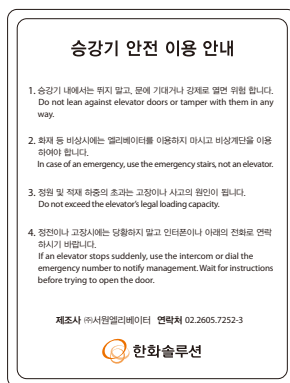 승강기 안전 이용 안내
1. 승강기 내에서는 뛰지 말고, 문에 기대거나 강제로 열면 위험 합니다.
Do not lean against elevator doors or tamper with them in any
way.
2. 화재 등 비상시에는 엘리베이터를 이용하지 마시고 비상계단을 이용
하여야 합니다.
In case of an emergency, use the emergency stairs, not an elevator.
3. 정원 및 적재 하중의 초과는 고장이나 사고의 원인이 됩니다.
Do not exceed the elevator's legal loading capacity.
4. 정전이나 고장시에는 당황하지 말고 인터폰이나 아래의 전화로 연락
하시기 바랍니다.
If an elevator stops suddenly, use the intercom or dial the
emergency number to notify management. Wait for instructions
before trying to open the door.
제조사 ㈜서원엘리베이터 연락처 02.2605.7252-3
한화솔루션